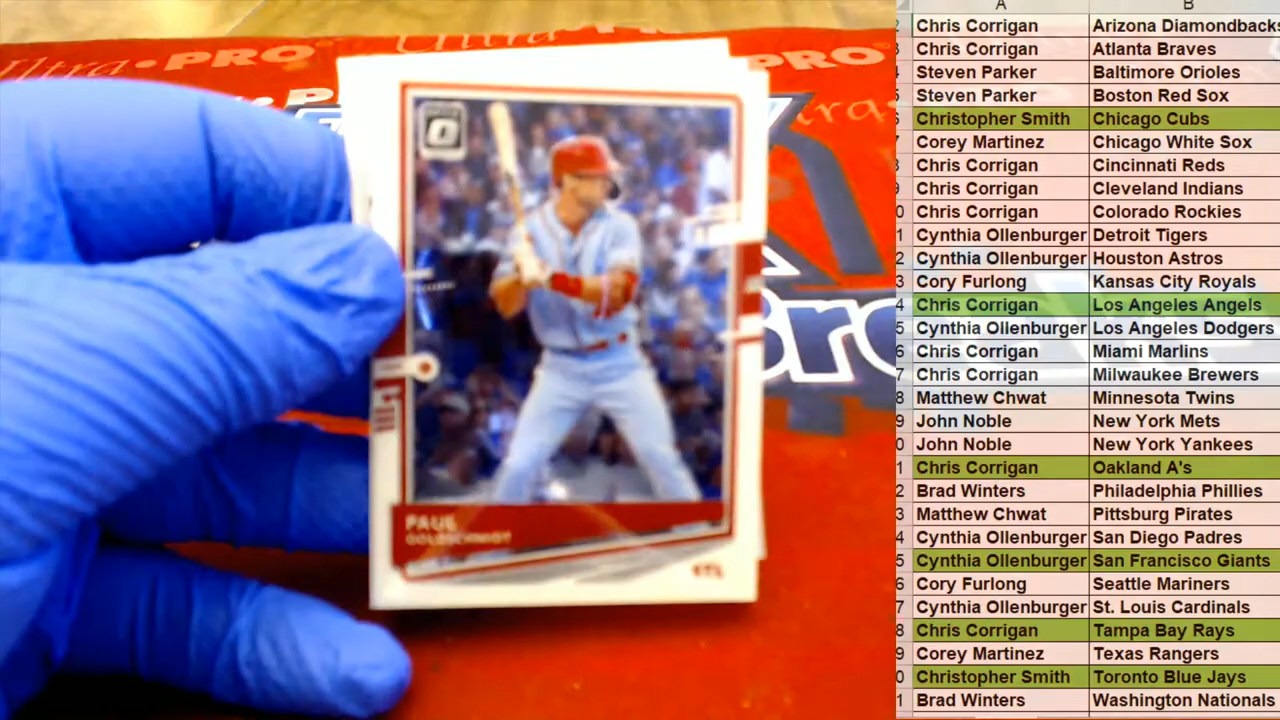 Ultra•PRO
Ultra
PRO
PAUL
GOLDSCHMIDT
STL
A B
2 Chris Corrigan Arizona Diamondbacks
3 Chris Corrigan Atlanta Braves
4 Steven Parker Baltimore Orioles
5 Steven Parker Boston Red Sox
6 Christopher Smith Chicago Cubs
7 Corey Martinez Chicago White Sox
8 Chris Corrigan Cincinnati Reds
9 Chris Corrigan Cleveland Indians
0 Chris Corrigan Colorado Rockies
1 Cynthia Ollenburger Detroit Tigers
2 Cynthia Ollenburger Houston Astros
3 Cory Furlong Kansas City Royals
4 Chris Corrigan Los Angeles Angels
5 Cynthia Ollenburger Los Angeles Dodgers
6 Chris Corrigan Miami Marlins
7 Chris Corrigan Milwaukee Brewers
8 Matthew Chwat Minnesota Twins
9 John Noble New York Mets
0 John Noble New York Yankees
1 Chris Corrigan Oakland A's
2 Brad Winters Philadelphia Phillies
3 Matthew Chwat Pittsburg Pirates
4 Cynthia Ollenburger San Diego Padres
5 Cynthia Ollenburger San Francisco Giants
6 Cory Furlong Seattle Mariners
7 Cynthia Ollenburger St. Louis Cardinals
8 Chris Corrigan Tampa Bay Rays
9 Corey Martinez Texas Rangers
0 Christopher Smith Toronto Blue Jays
1 Brad Winters Washington Nationals